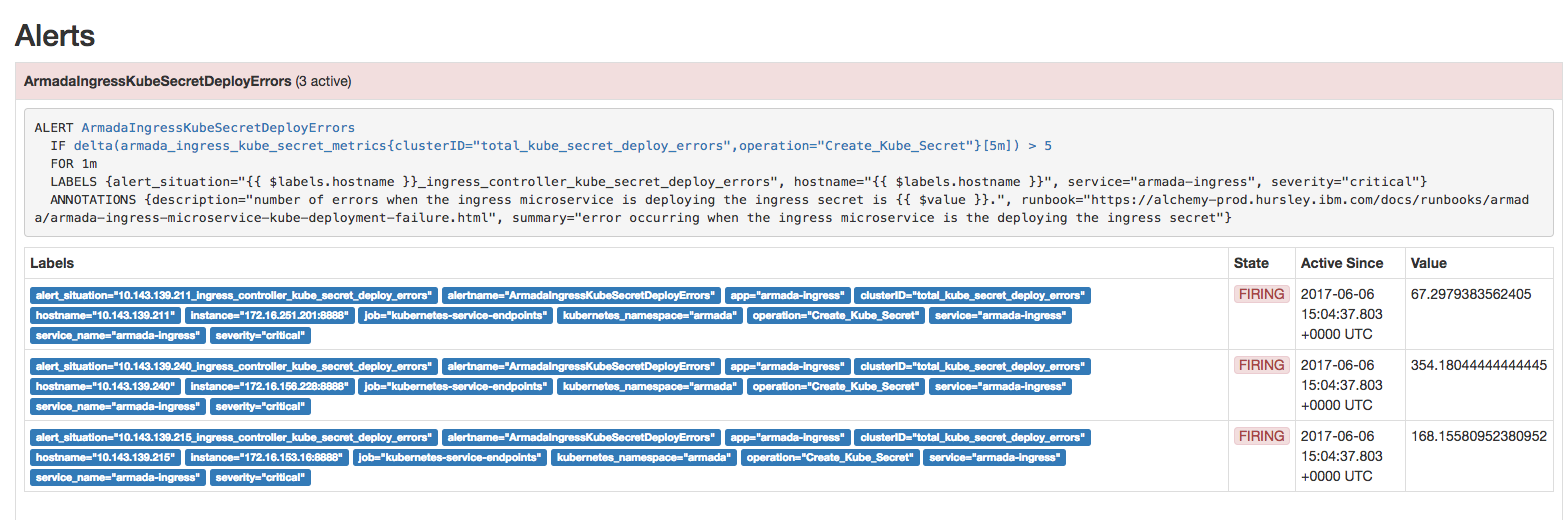 Alerts
ArmadaIngressKubeSecretDeployErrors (3 active)
ALERT ArmadaIngressKubeSecretDeployErrors
IF delta(armada_ingress_kube_secret_metrics{clusterID="total_kube_secret_deploy_errors",operation="Create_Kube_Secret"}[5m]) > 5
FOR 1m
LABELS {alert_situation="{{ $labels.hostname }}_ingress_controller_kube_secret_deploy_errors", hostname="{{ $labels.hostname }}", service="armada-ingress", severity="critical"}
ANNOTATIONS {description="number of errors when the ingress microservice is deploying the ingress secret is {{ $value }}.", runbook="https://alchemy-prod.hursley.ibm.com/docs/runbooks/armad
a/armada-ingress-microservice-kube-deployment-failure.html", summary="error occurring when the ingress microservice is the deploying the ingress secret"}
Labels State Active Since Value
alert_situation="10.143.139.211_ingress_controller_kube_secret_deploy_errors" alertname="ArmadaIngressKubeSecretDeployErrors" app="armada-ingress" clusterID="total_kube_secret_deploy_errors" FIRING 2017-06-06 67.2979383562405
hostname="10.143.139.211" instance="172.16.251.201:8888" job="kubernetes-service-endpoints" kubernetes_namespace="armada" operation="Create_Kube_Secret" service="armada-ingress" 15:04:37.803
service_name="armada-ingress" severity="critical" +0000 UTC
alert_situation="10.143.139.240_ingress_controller_kube_secret_deploy_errors" alertname="ArmadaIngressKubeSecretDeployErrors" app="armada-ingress" clusterID="total_kube_secret_deploy_errors" FIRING 2017-06-06 354.18044444444445
hostname="10.143.139.240" instance="172.16.156.228:8888" job="kubernetes-service-endpoints" kubernetes_namespace="armada" operation="Create_Kube_Secret" service="armada-ingress" 15:04:37.803
service_name="armada-ingress" severity="critical" +0000 UTC
alert_situation="10.143.139.215_ingress_controller_kube_secret_deploy_errors" alertname="ArmadaIngressKubeSecretDeployErrors" app="armada-ingress" clusterID="total_kube_secret_deploy_errors" FIRING 2017-06-06 168.15580952380952
hostname="10.143.139.215" instance="172.16.153.16:8888" job="kubernetes-service-endpoints" kubernetes_namespace="armada" operation="Create_Kube_Secret" service="armada-ingress" 15:04:37.803
service_name="armada-ingress" severity="critical" +0000 UTC